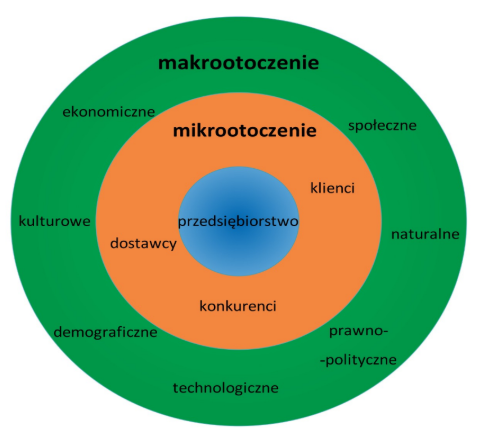 makrootoczenie
ekonomiczne
społeczne
mikrootoczenie
klienci
kulturowe
przedsiębiorstwo
naturalne
dostawcy
konkurenci
demograficzne
prawno-
-polityczne
technologiczne